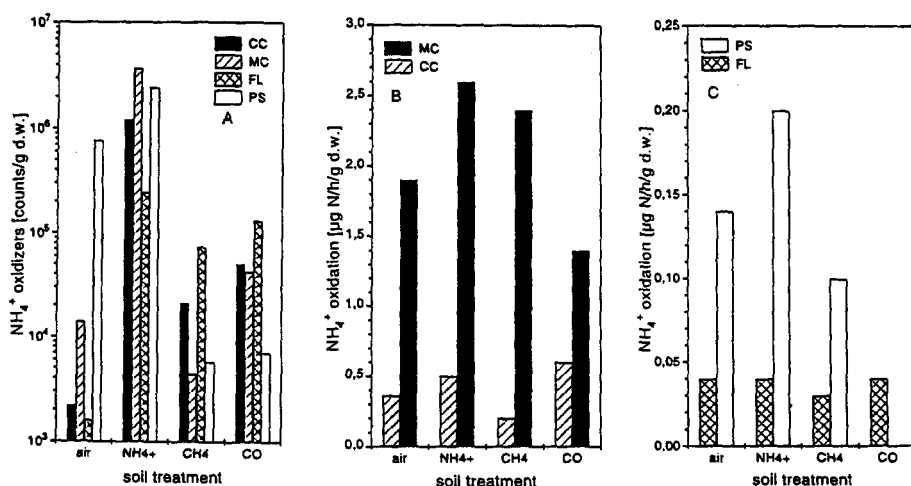 10⁷
10⁶
10⁵
10⁴
10³
NH₄⁺ oxidizers [counts/g d.w.]
CC
MC
FL
PS
A
air NH4+ CH4 CO
soil treatment
3,0
2,5
2,0
1,5
1,0
0,5
0,0
NH₄⁺ oxidation [µg N/h/g d.w.]
MC
CC
B
air NH4+ CH4 CO
soil treatment
0,25
0,20
0,15
0,10
0,05
0,00
NH₄⁺ oxidation [µg N/h/g d.w.]
PS
FL
C
air NH4+ CH4 CO
soil treatment